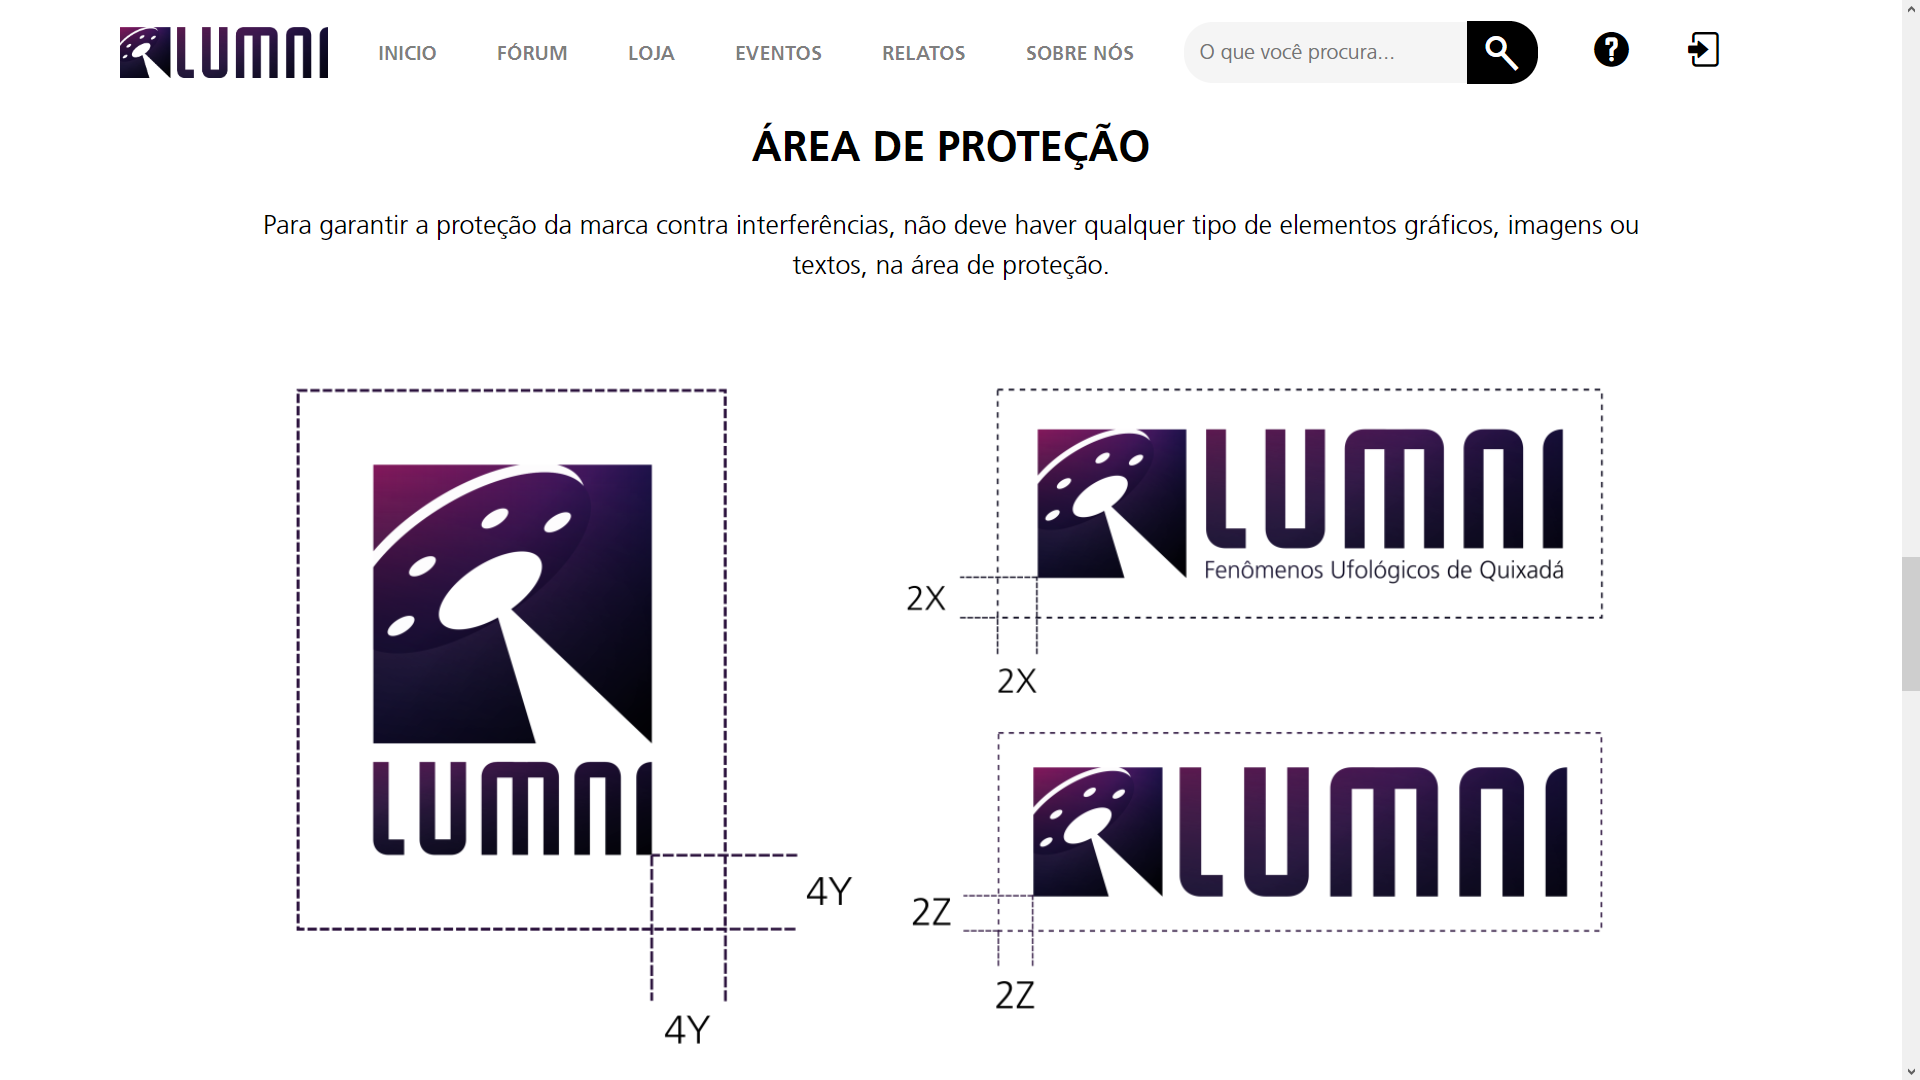 LUMNI INICIO FÓRUM LOJA EVENTOS RELATOS SOBRE NÓS O que você procura... ?
ÁREA DE PROTEÇÃO
Para garantir a proteção da marca contra interferências, não deve haver qualquer tipo de elementos gráficos, imagens ou
textos, na área de proteção.
LUMNI
4Y
4Y
LUMNI
Fenômenos Ufológicos de Quixadá
2X
2X
LUMNI
2Z
2Z